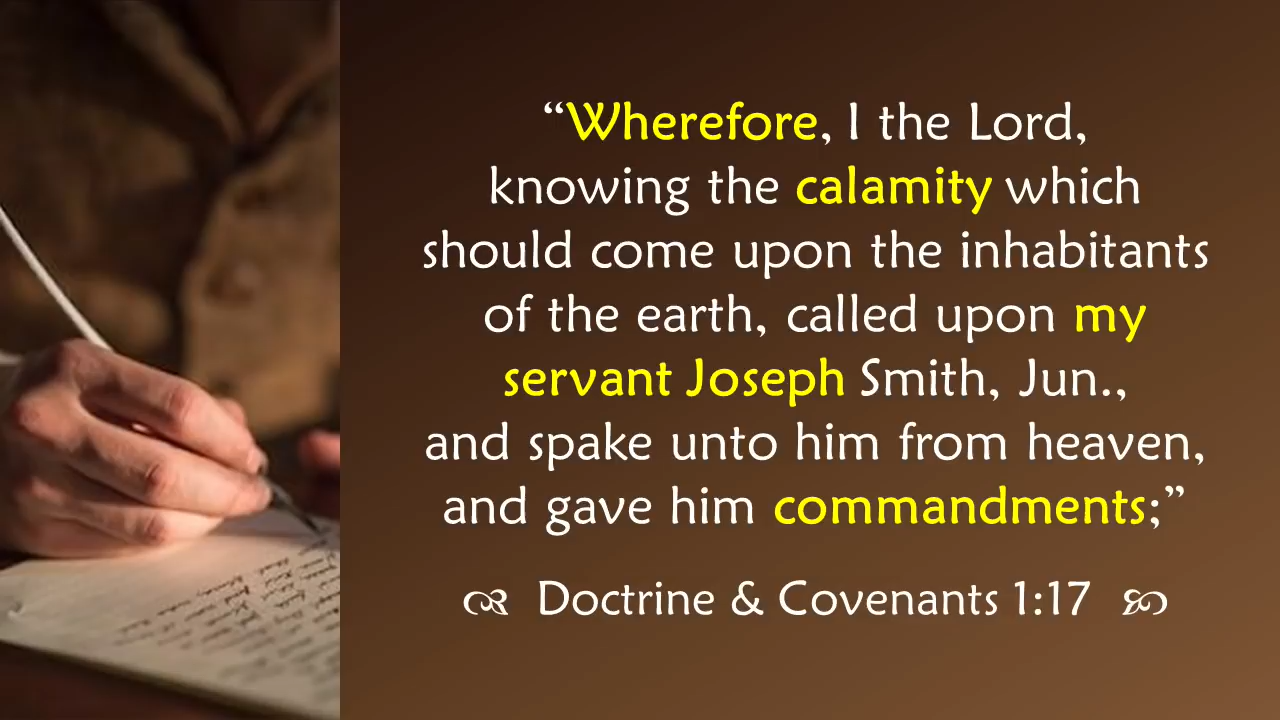 “Wherefore, I the Lord,
knowing the calamity which
should come upon the inhabitants
of the earth, called upon my
servant Joseph Smith, Jun.,
and spake unto him from heaven,
and gave him commandments;”
Doctrine & Covenants 1:17